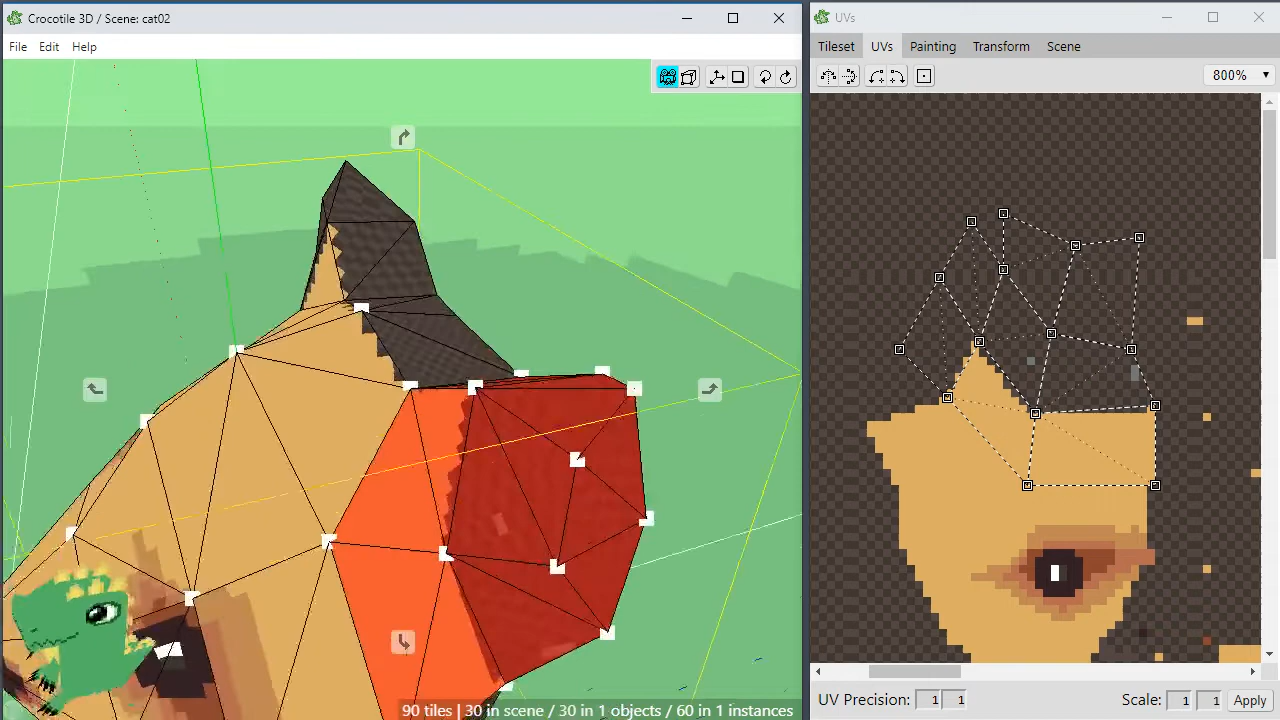 Crocotile 3D / Scene: cat02
File Edit Help
90 tiles | 30 in scene / 30 in 1 objects / 60 in 1 instances
UVs
Tileset UVs Painting Transform Scene
800%
UV Precision: 1 1 Scale: 1 1 Apply